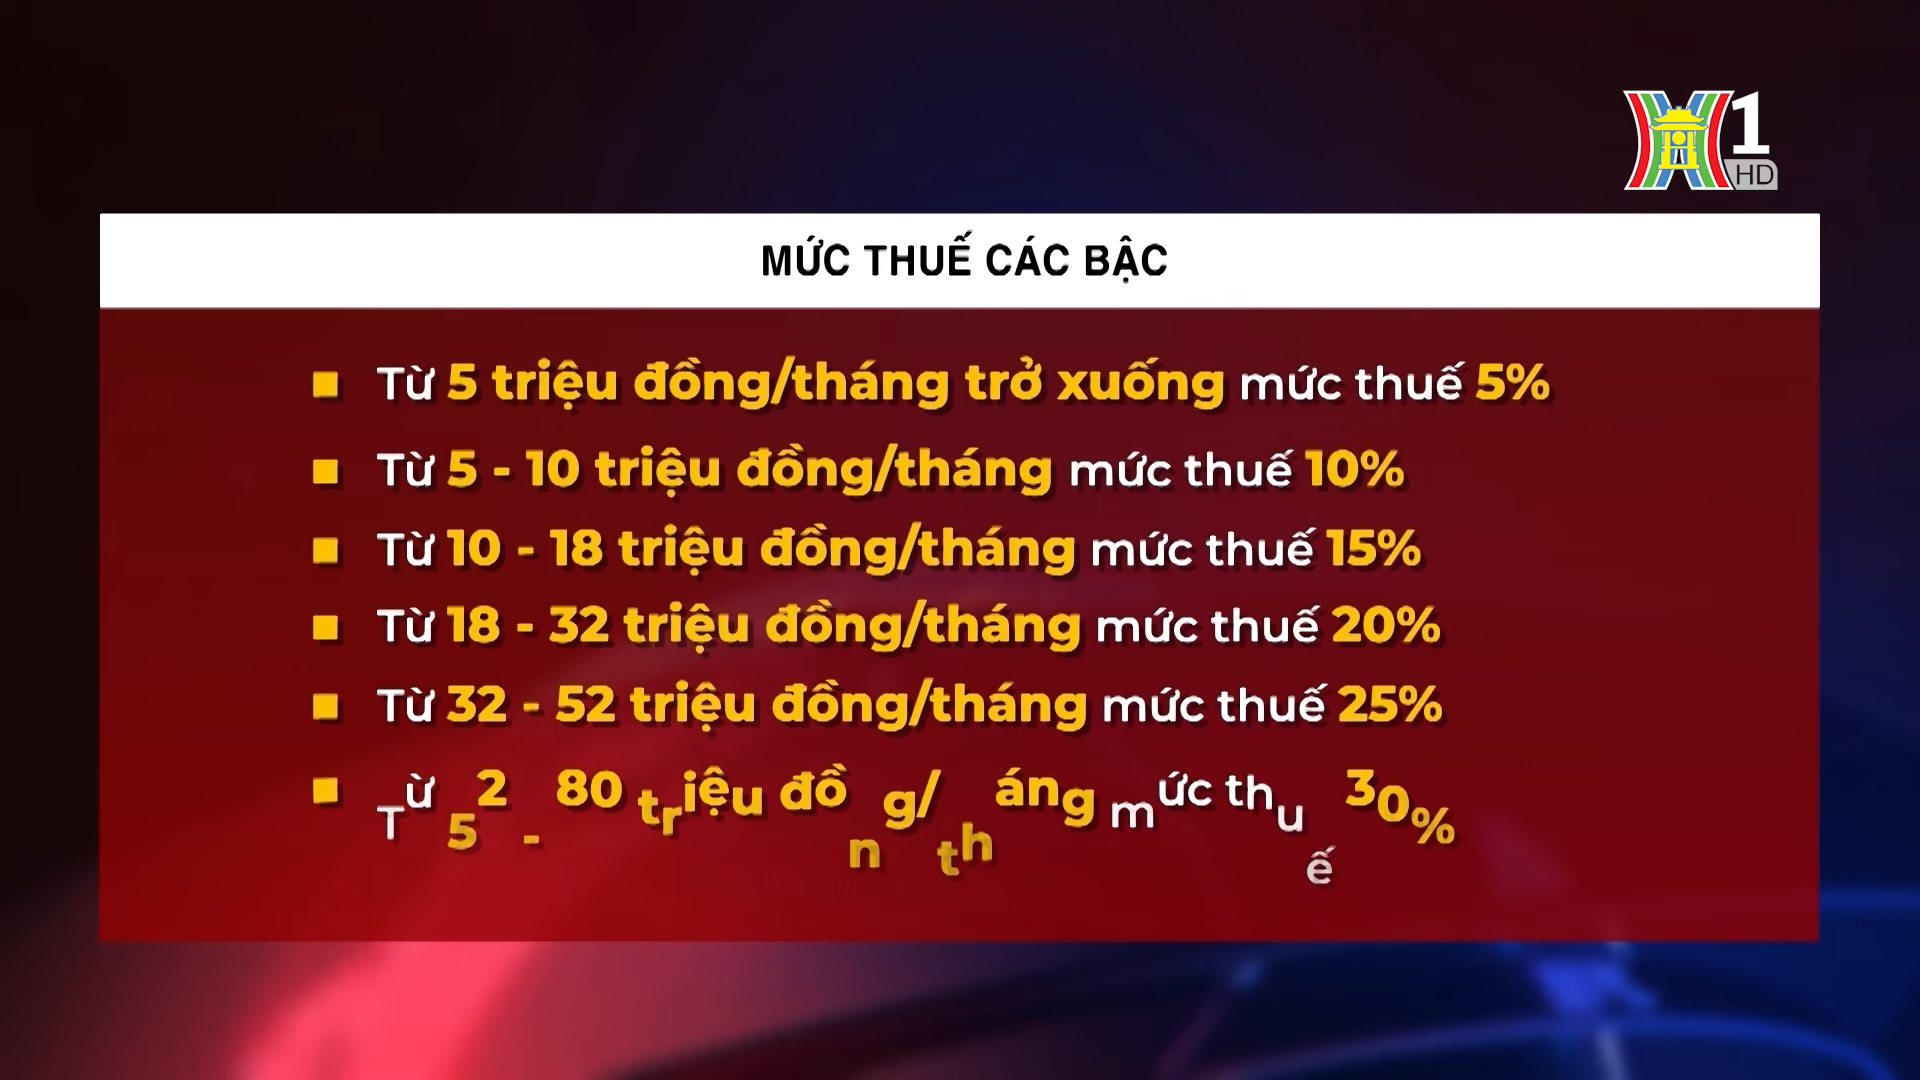 1
HD
MỨC THUẾ CÁC BẬC
Từ 5 triệu đồng/tháng trở xuống mức thuế 5%
Từ 5 - 10 triệu đồng/tháng mức thuế 10%
Từ 10 - 18 triệu đồng/tháng mức thuế 15%
Từ 18 - 32 triệu đồng/tháng mức thuế 20%
Từ 32 - 52 triệu đồng/tháng mức thuế 25%
Từ 52 - 80 triệu đồng/tháng mức thuế 30%